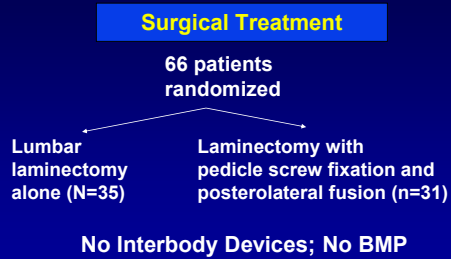 Surgical Treatment
66 patients
randomized
Lumbar
laminectomy
alone (N=35)
Laminectomy with
pedicle screw fixation and
posterolateral fusion (n=31)
No Interbody Devices; No BMP